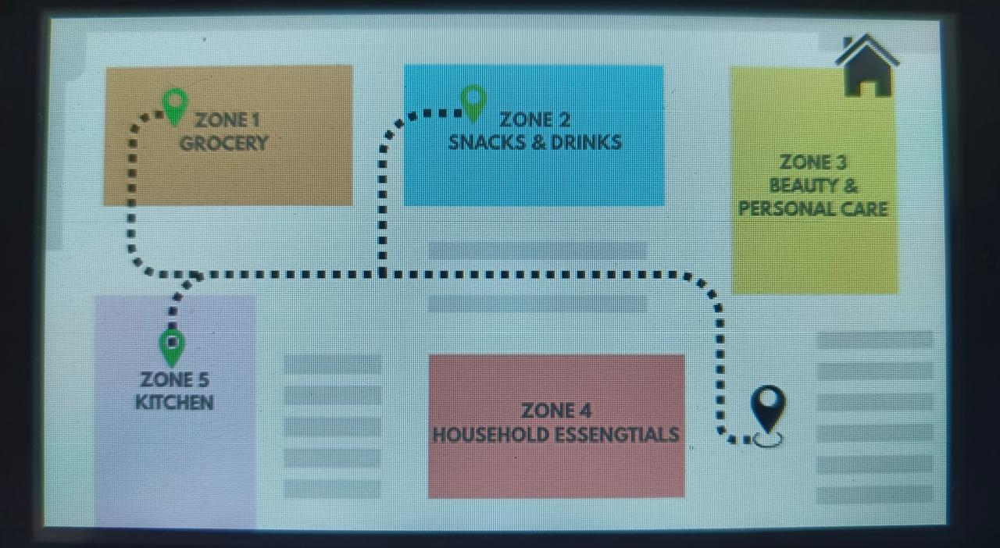 ZONE 1
GROCERY
ZONE 2
SNACKS & DRINKS
ZONE 3
BEAUTY &
PERSONAL CARE
ZONE 5
KITCHEN
ZONE 4
HOUSEHOLD ESSENGTIALS